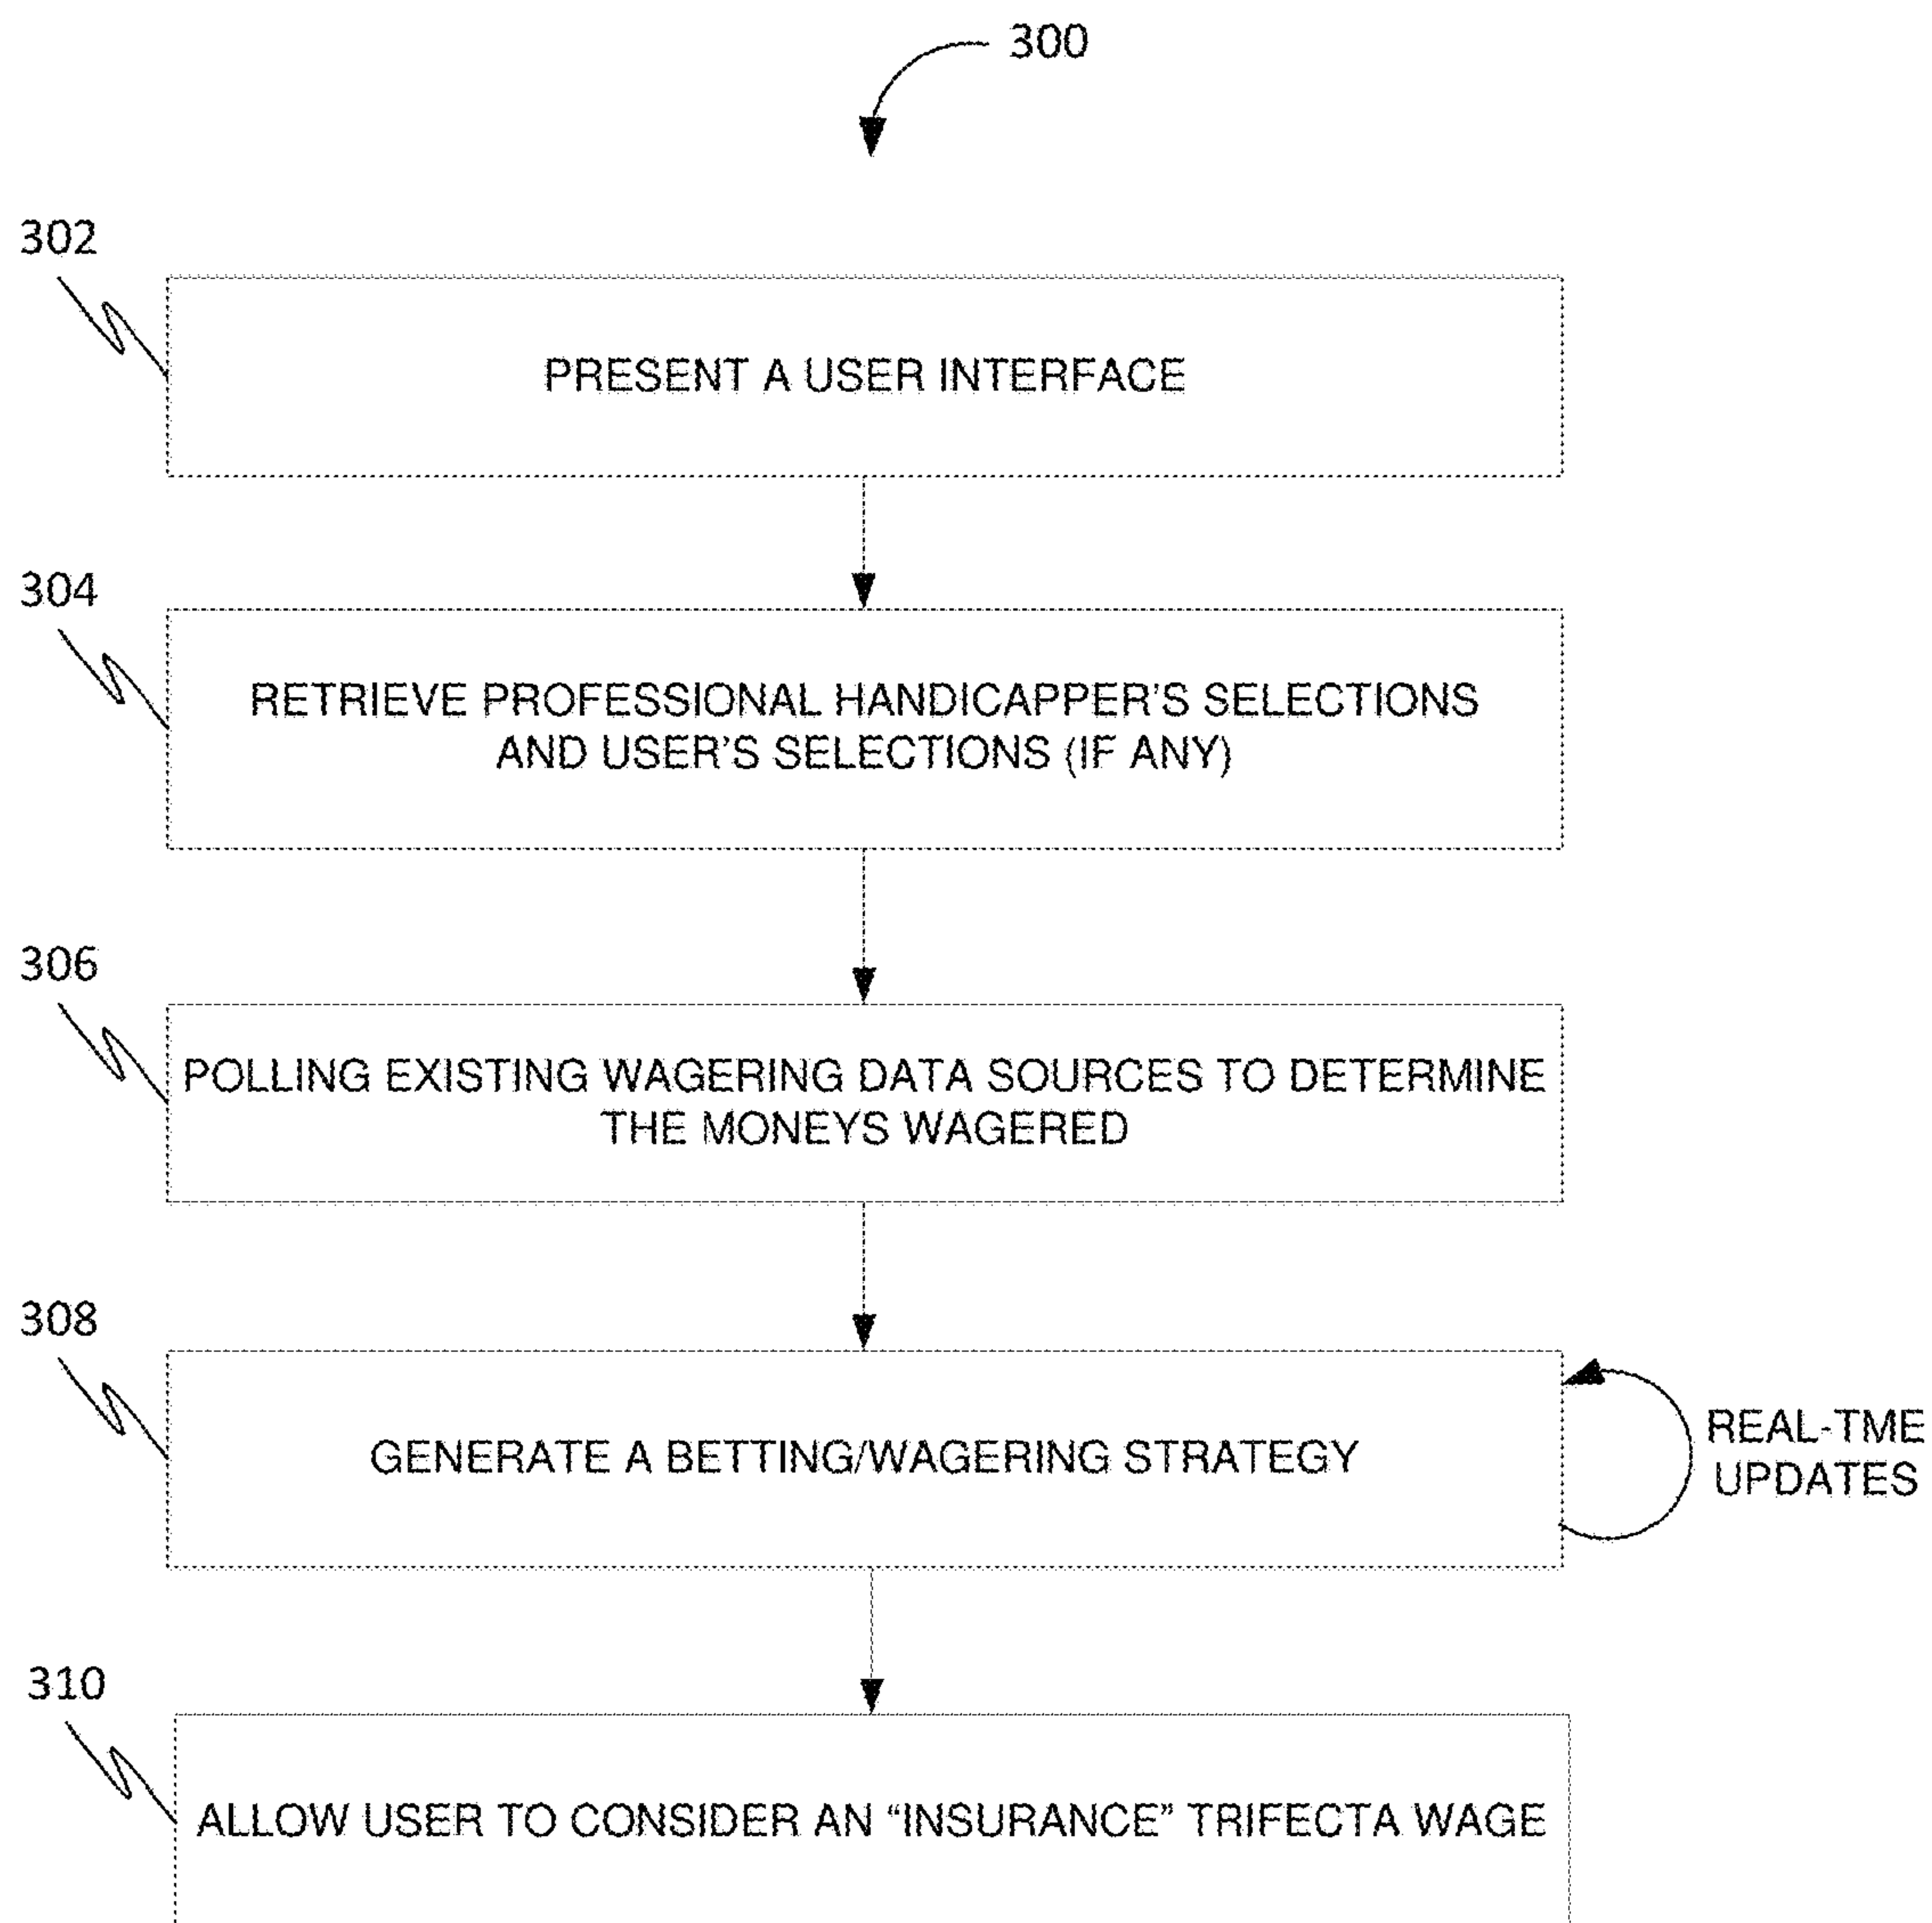 300
302
PRESENT A USER INTERFACE
304
RETRIEVE PROFESSIONAL HANDICAPPER'S SELECTIONS
AND USER'S SELECTIONS (IF ANY)
306
POLLING EXISTING WAGERING DATA SOURCES TO DETERMINE
THE MONEYS WAGERED
308
GENERATE A BETTING/WAGERING STRATEGY
REAL-TME
UPDATES
310
ALLOW USER TO CONSIDER AN “INSURANCE” TRIFECTA WAGE